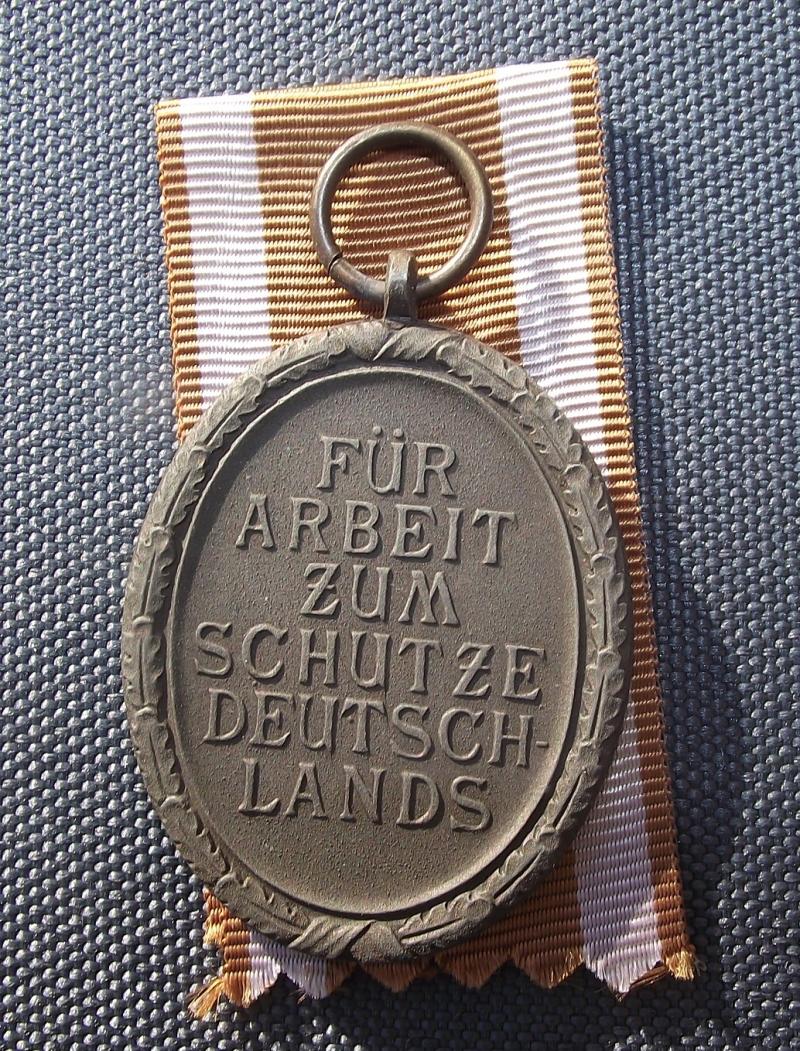 FÜR
ARBEIT
ZUM
SCHUTZE
DEUTSCH-
LANDS